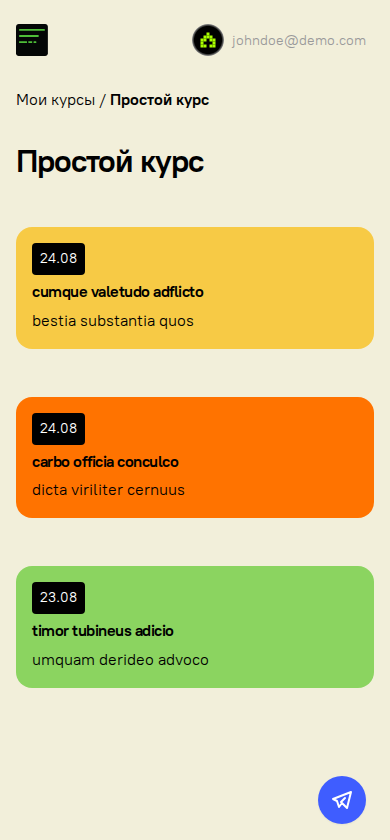 johndoe@demo.com
Мои курсы / Простой курс
Простой курс
24.08
cumque valetudo adflicto
bestia substantia quos
24.08
carbo officia conculco
dicta viriliter cernuus
23.08
timor tubineus adicio
umquam derideo advoco